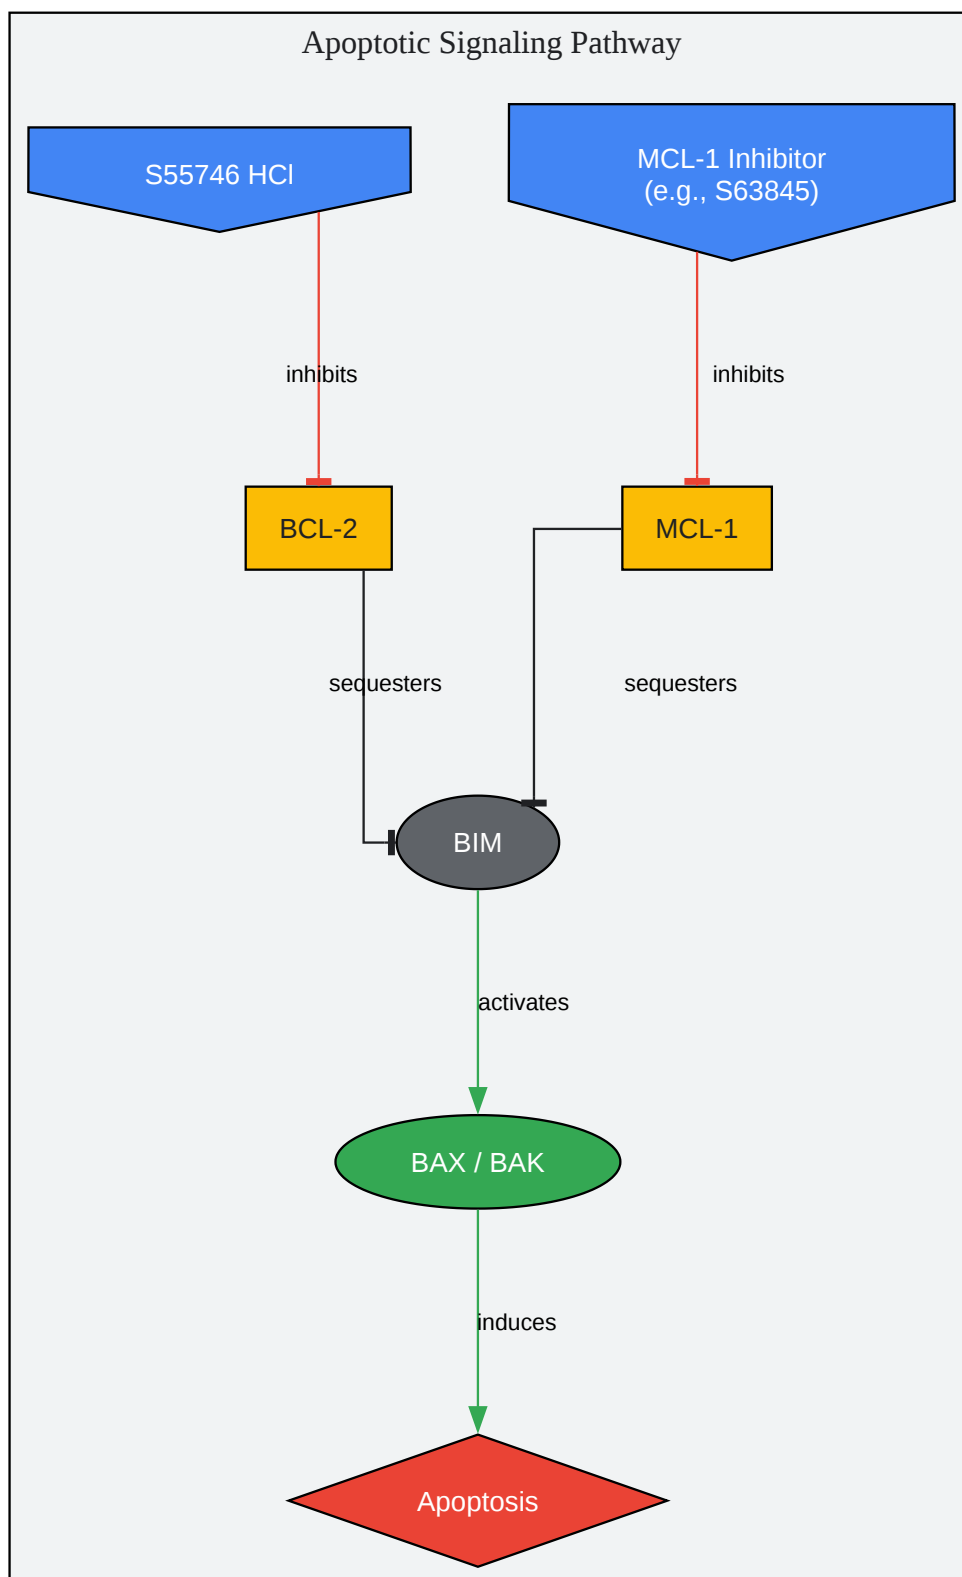 Apoptotic Signaling Pathway
S55746 HCl
MCL-1 Inhibitor
(e.g., S63845)
inhibits
inhibits
BCL-2
MCL-1
sequesters
sequesters
BIM
activates
BAX / BAK
induces
Apoptosis